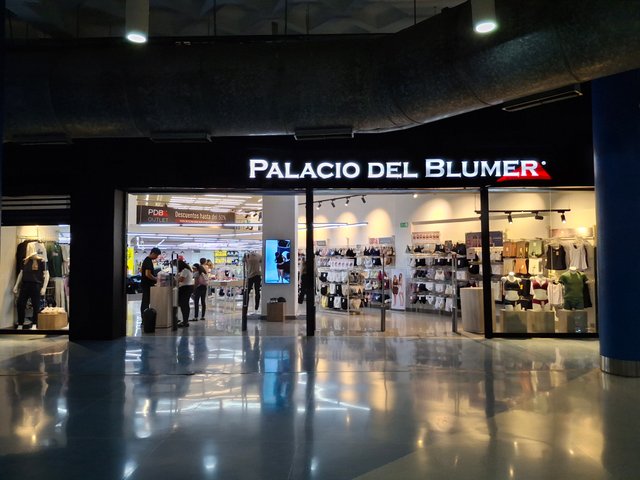 PALACIO DEL BLUMER
PDB
OUTLET
Descuentos hasta del 50%